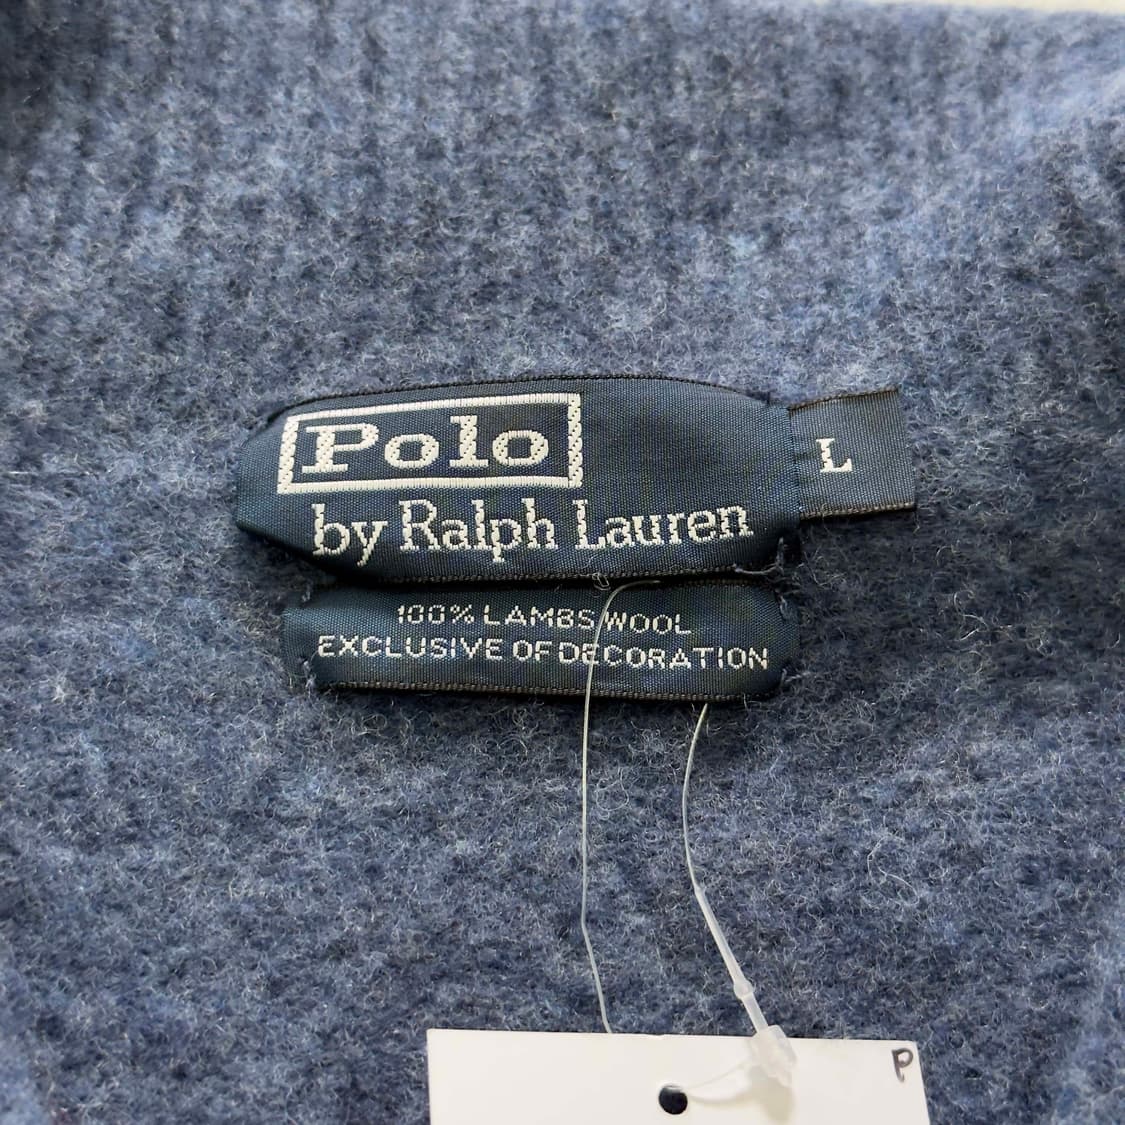 Polo
by Ralph Lauren
L
100% LAMBS WOOL
EXCLUSIVE OF DECORATION
P